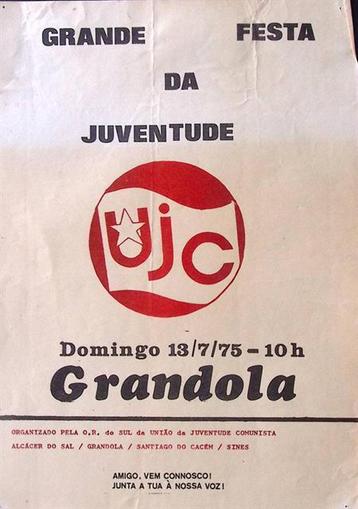 GRANDE FESTA
DA
JUVENTUDE
UJC
Domingo 13/7/75-10h
Grandola
ORGANIZADO PELA O.R. do SUL da UNIÃO da JUVENTUDE COMUNISTA
ALCÁCER DO SAL / GRANDOLA / SANTIAGO DO CACÉM / SINES
AMIGO, VEM CONNOSCO!
JUNTA A TUA À NOSSA VOZ!